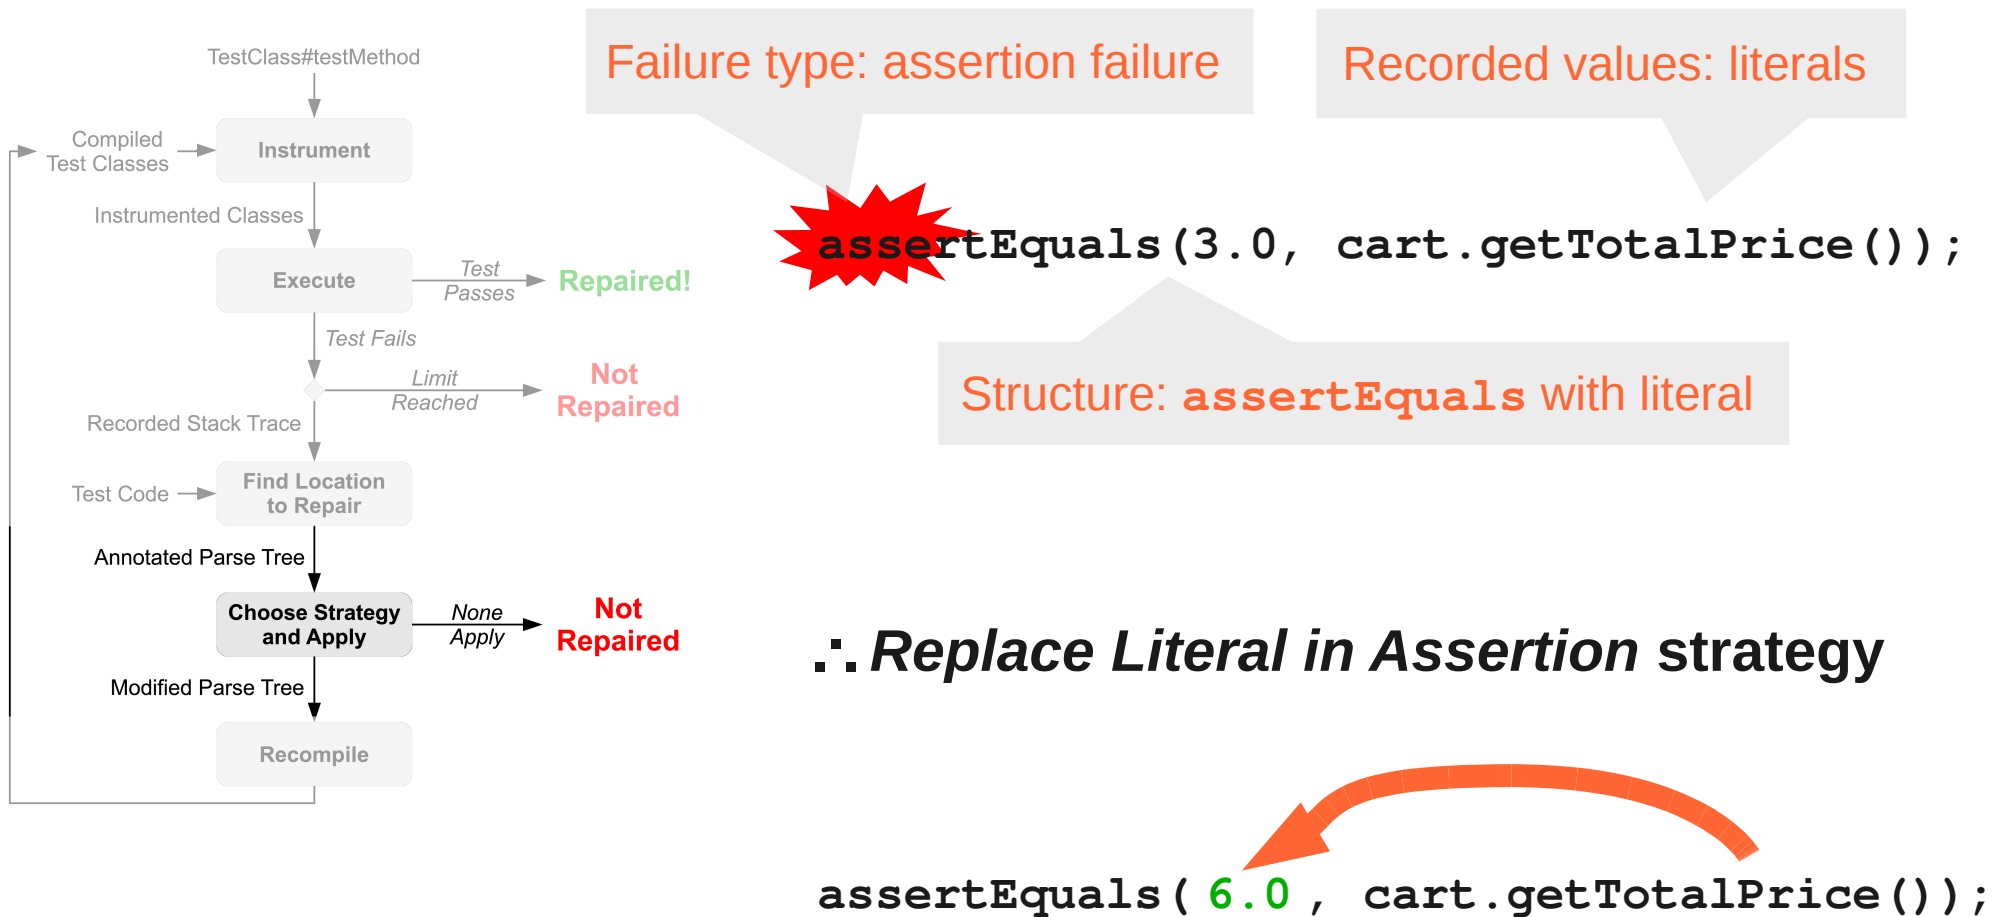 TestClass#testMethod
Compiled
Test Classes
Instrument
Instrumented Classes
Execute
Test
Passes
Repaired!
Test Fails
Limit
Reached
Not
Repaired
Recorded Stack Trace
Test Code
Find Location
to Repair
Annotated Parse Tree
Choose Strategy
and Apply
None
Apply
Not
Repaired
Modified Parse Tree
Recompile
Failure type: assertion failure
Recorded values: literals
assertEquals(3.0, cart.getTotalPrice());
Structure: assertEquals with literal
∴ Replace Literal in Assertion strategy
assertEquals( 6.0 , cart.getTotalPrice());